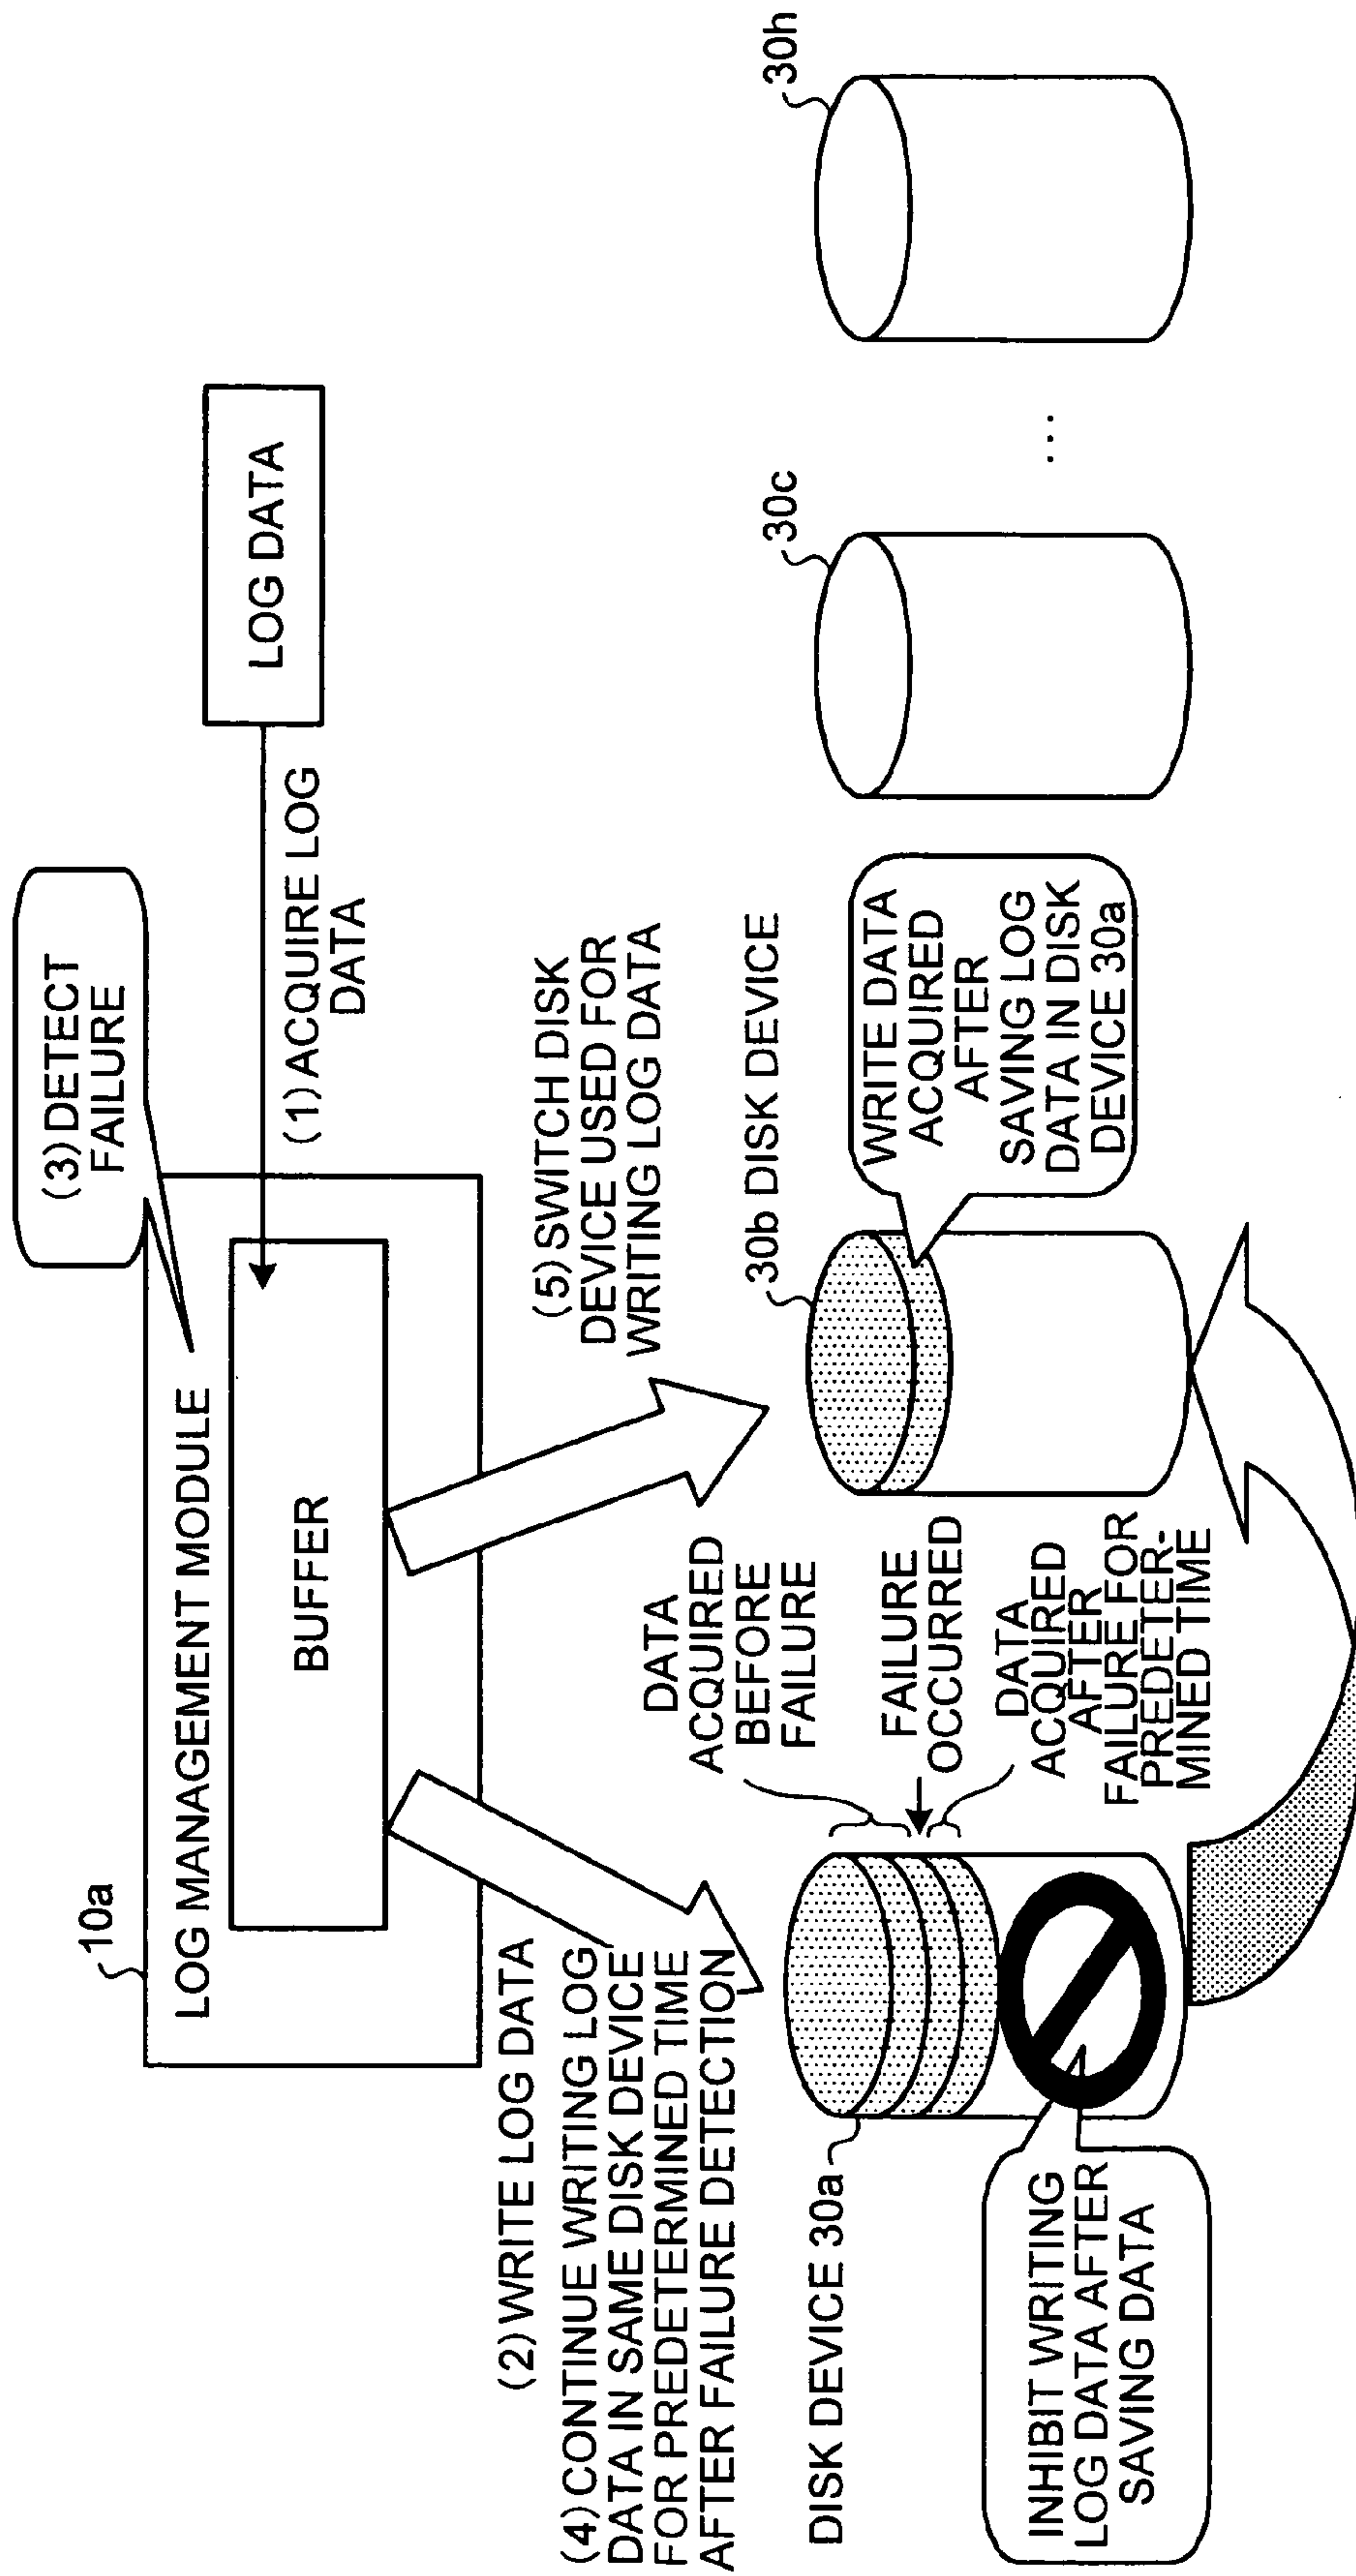 (3) DETECT
FAILURE
10a
LOG MANAGEMENT MODULE
BUFFER
(1) ACQUIRE LOG
DATA
LOG DATA
(2) WRITE LOG DATA
(4) CONTINUE WRITING LOG
DATA IN SAME DISK DEVICE
FOR PREDETERMINED TIME
AFTER FAILURE DETECTION
(5) SWITCH DISK
DEVICE USED FOR
WRITING LOG DATA
DISK DEVICE 30a
DATA
ACQUIRED
BEFORE
FAILURE
FAILURE
OCCURRED
DATA
ACQUIRED
AFTER
FAILURE FOR
PREDETER-
MINED TIME
INHIBIT WRITING
LOG DATA AFTER
SAVING DATA
30b DISK DEVICE
WRITE DATA
ACQUIRED
AFTER
SAVING LOG
DATA IN DISK
DEVICE 30a
30c
...
30h